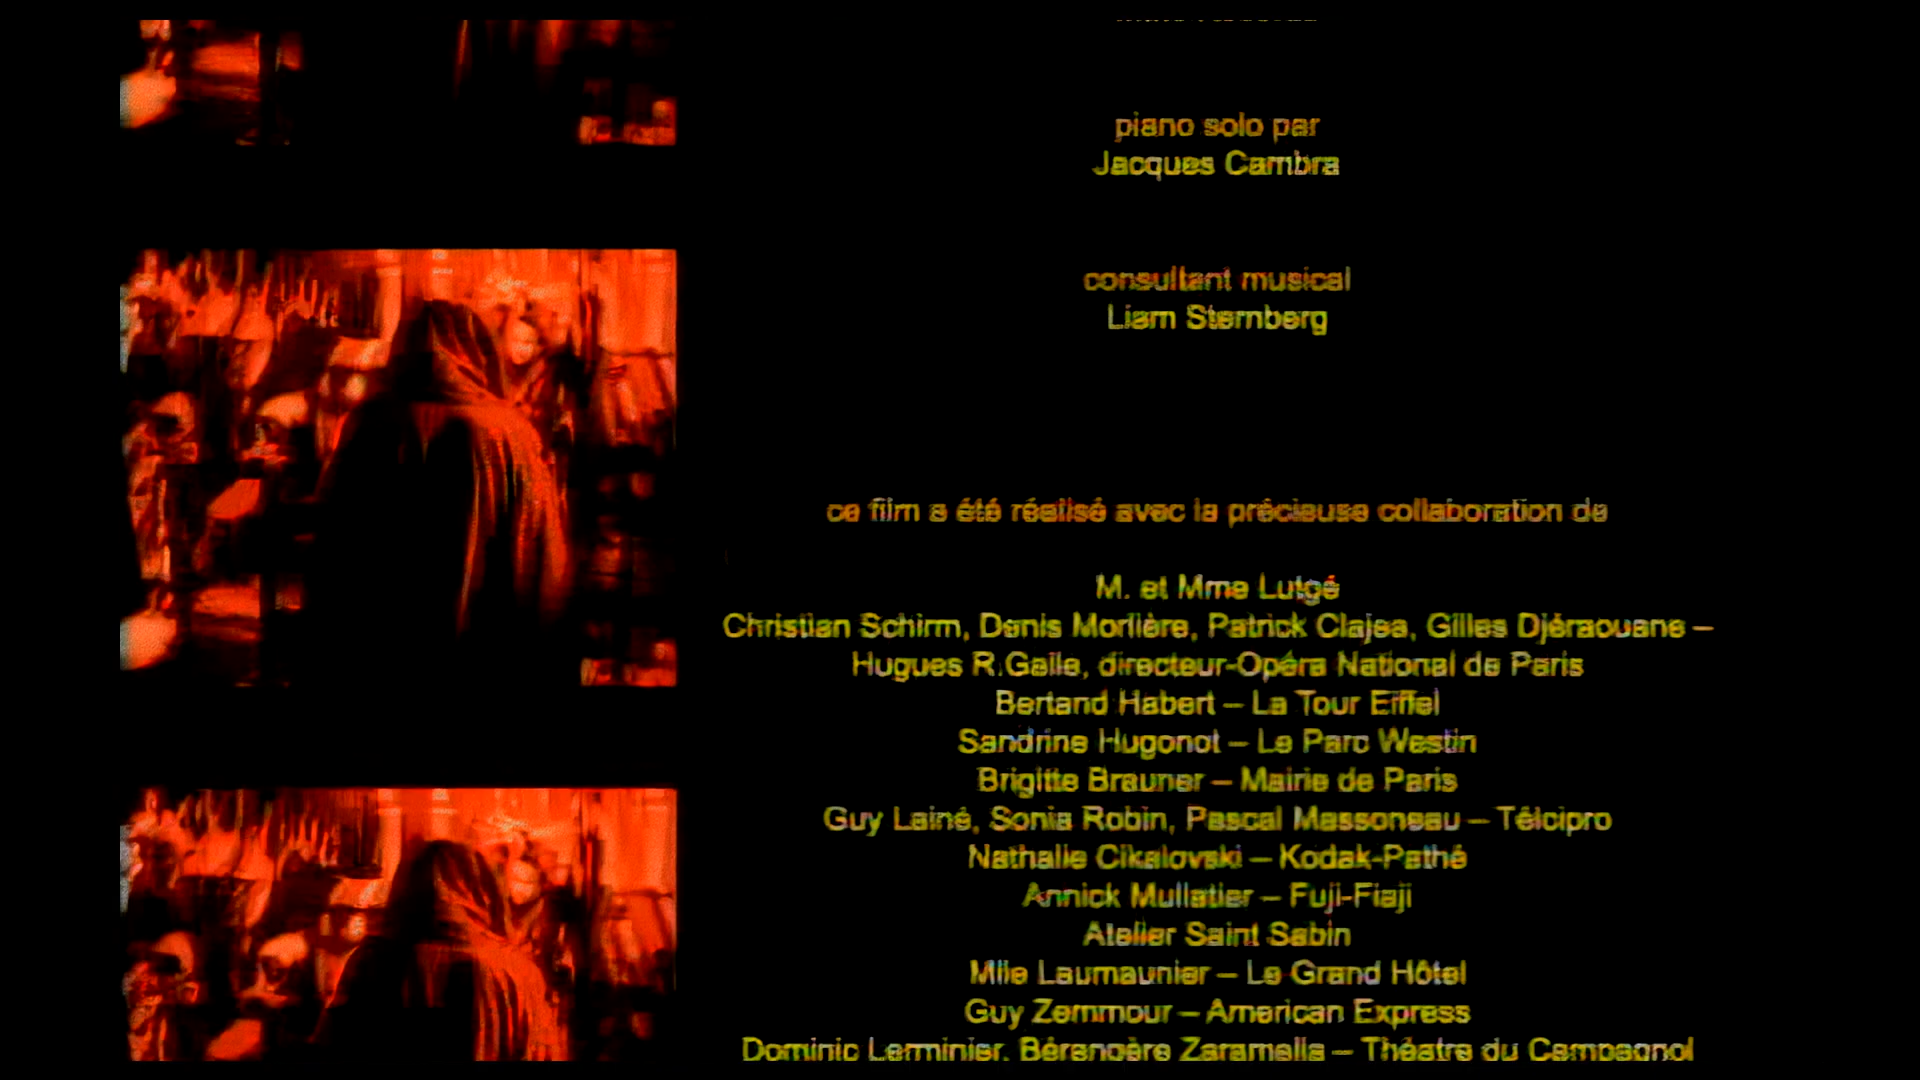 piano solo par
Jacques Cambra
consultant musical
Liam Sternberg
ce film a été réalisé avec la précieuse collaboration de
M. et Mme Lutgé
Christian Schirm, Denis Morlière, Patrick Clajea, Gilles Djéraouane –
Hugues R.Galle, directeur-Opéra National de Paris
Bertand Habert – La Tour Eiffel
Sandrine Hugonot – Le Parc Westin
Brigitte Brauner – Mairie de Paris
Guy Lainé, Sonia Robin, Pascal Massoneau – Télcipro
Nathalie Cikalovski – Kodak-Pathé
Annick Mullatier – Fuji-Fiaji
Atelier Saint Sabin
Mlle Laumaunier – Le Grand Hôtel
Guy Zemmour – American Express
Dominic Lerminier. Bérangère Zaramella – Théatre du Campagnol